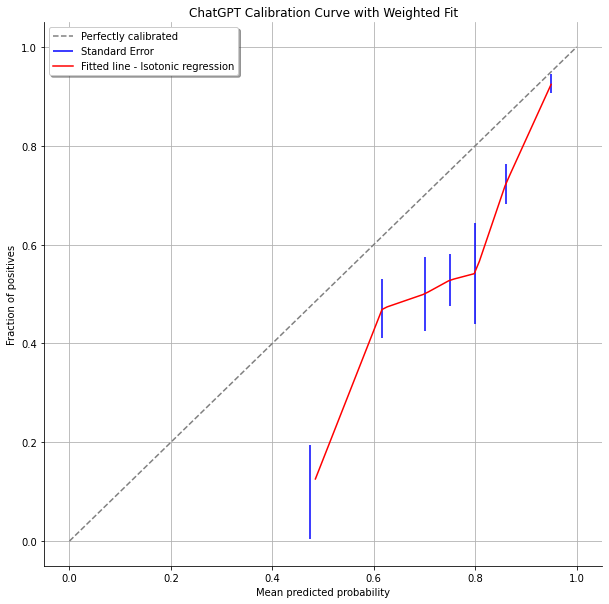 ChatGPT Calibration Curve with Weighted Fit
Perfectly calibrated
Standard Error
Fitted line - Isotonic regression
1.0
0.8
0.6
0.4
0.2
0.0
Fraction of positives
0.0 0.2 0.4 0.6 0.8 1.0
Mean predicted probability